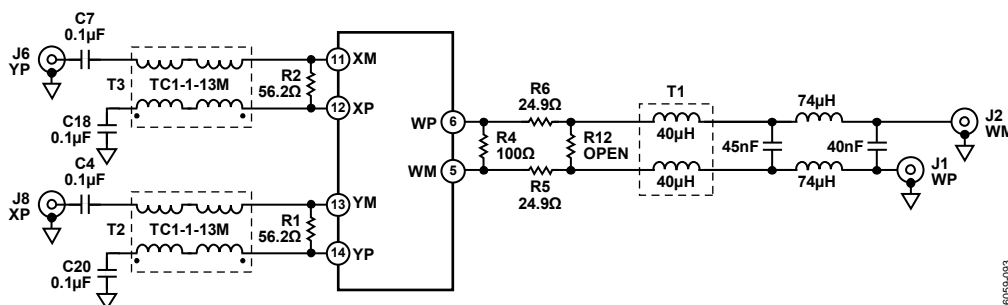 C7
0.1µF
J6
YP
T3
TC1-1-13M
R2
56.2Ω
C18
0.1µF
11
XM
12
XP
C4
0.1µF
J8
XP
T2
TC1-1-13M
R1
56.2Ω
C20
0.1µF
13
YM
14
YP
WP
6
WM
5
R4
100Ω
R6
24.9Ω
R12
OPEN
R5
24.9Ω
T1
40µH
40µH
45nF
74µH
74µH
40nF
J2
WM
J1
WP